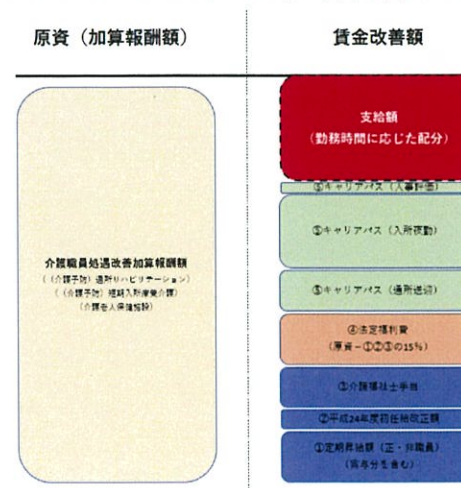 原資（加算報酬額）
賃金改善額
支給額
（勤務時間に応じた配分）
⑤キャリアパス（人事評価）
⑤キャリアパス（入所夜勤）
⑤キャリアパス（通所送迎）
④法定福利費
（原資－①②③の15%）
③介護福祉士手当
②平成24年度初任給改正額
①定期昇給額（正・非職員）
（賞与分を含む）
介護職員処遇改善加算報酬額
（（介護予防）通所リハビリテーション）
（（介護予防）短期入所療養介護）
（介護老人保健施設）